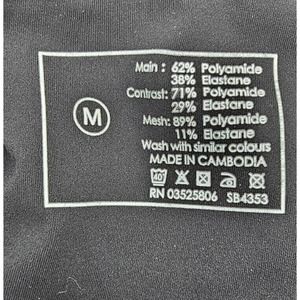 Main : 62% Polyamide
38% Elastane
Contrast: 71% Polyamide
29% Elastane
M
Mesh: 89% Polyamide
11% Elastane
Wash with similar colours
MADE IN CAMBODIA
40
RN 03525806 SB4353